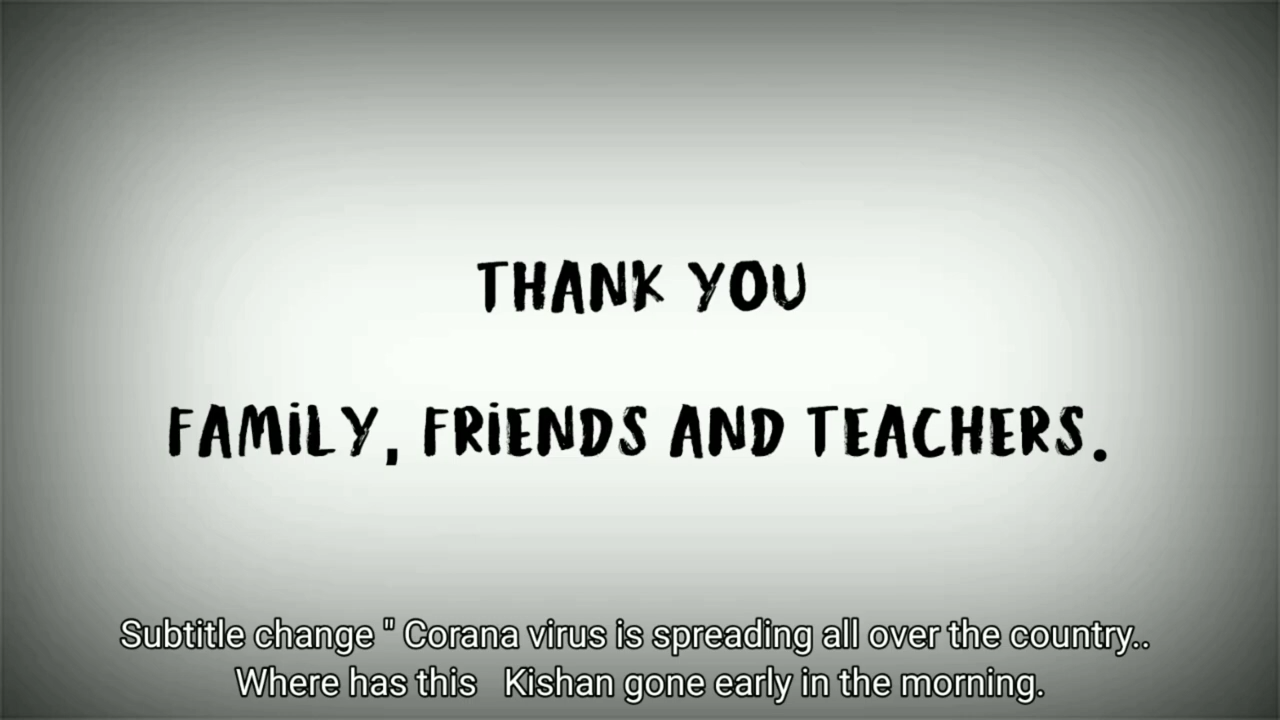 THANK YOU
FAMiLY, FRiENDS AND TEACHERS.
Subtitle change " Corana virus is spreading all over the country..
Where has this   Kishan gone early in the morning.